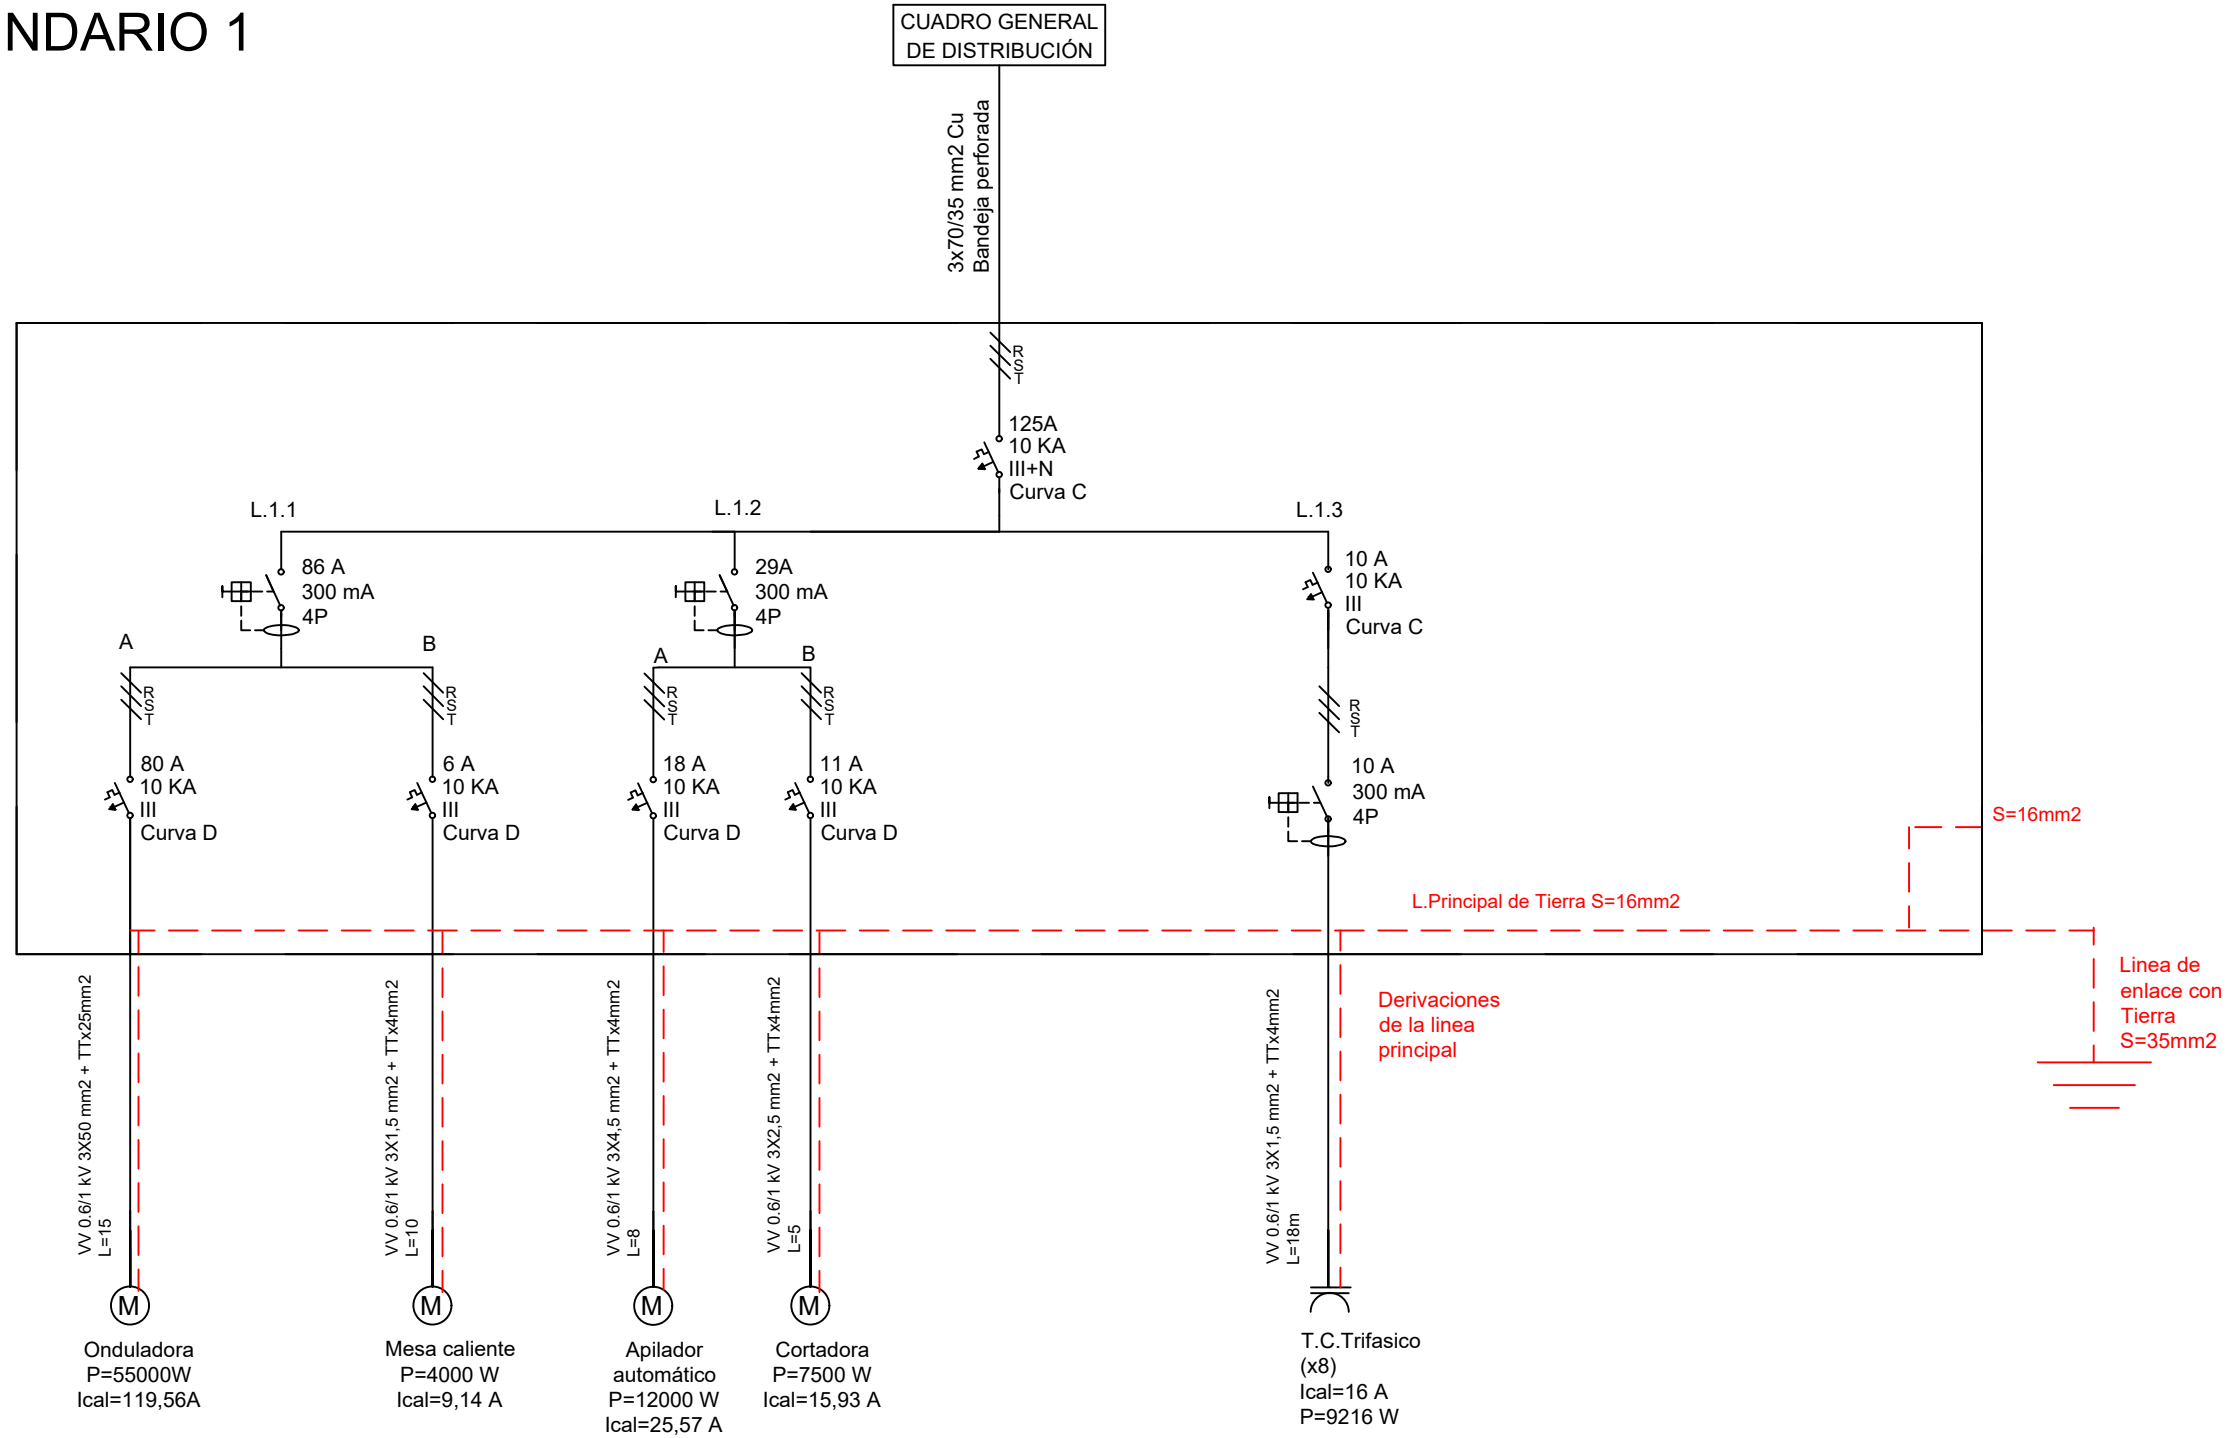 NDARIO 1
CUADRO GENERAL
DE DISTRIBUCIÓN
3x70/35 mm2 Cu
Bandeja perforada
R
S
T
125A
10 KA
III+N
Curva C
L.1.1
L.1.2
L.1.3
86 A
300 mA
4P
29A
300 mA
4P
10 A
10 KA
III
Curva C
A
B
A
B
R
S
T
R
S
T
R
S
T
R
S
T
R
S
T
80 A
10 KA
III
Curva D
6 A
10 KA
III
Curva D
18 A
10 KA
III
Curva D
11 A
10 KA
III
Curva D
10 A
300 mA
4P
S=16mm2
L.Principal de Tierra S=16mm2
VV 0.6/1 kV 3X50 mm2 + TTx25mm2
L=15
VV 0.6/1 kV 3X1,5 mm2 + TTx4mm2
L=10
VV 0.6/1 kV 3X4,5 mm2 + TTx4mm2
L=8
VV 0.6/1 kV 3X2,5 mm2 + TTx4mm2
L=5
VV 0.6/1 kV 3X1,5 mm2 + TTx4mm2
L=18m
Derivaciones
de la linea
principal
Linea de
enlace con
Tierra
S=35mm2
M
M
M
M
Onduladora
P=55000W
Ical=119,56A
Mesa caliente
P=4000 W
Ical=9,14 A
Apilador
automático
P=12000 W
Ical=25,57 A
Cortadora
P=7500 W
Ical=15,93 A
T.C.Trifasico
(x8)
Ical=16 A
P=9216 W